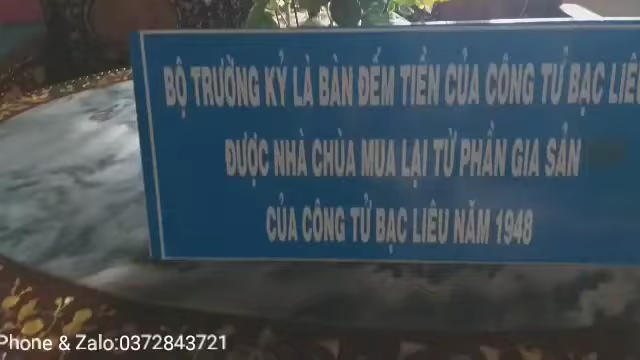 BỘ TRƯỜNG KỶ LÀ BÀN ĐẾM TIỀN CỦA CÔNG TỬ BẠC LIÊU
ĐƯỢC NHÀ CHÙA MUA LẠI TỪ PHẦN GIA SẢN
CỦA CÔNG TỬ BẠC LIÊU NĂM 1948
Phone & Zalo:0372843721